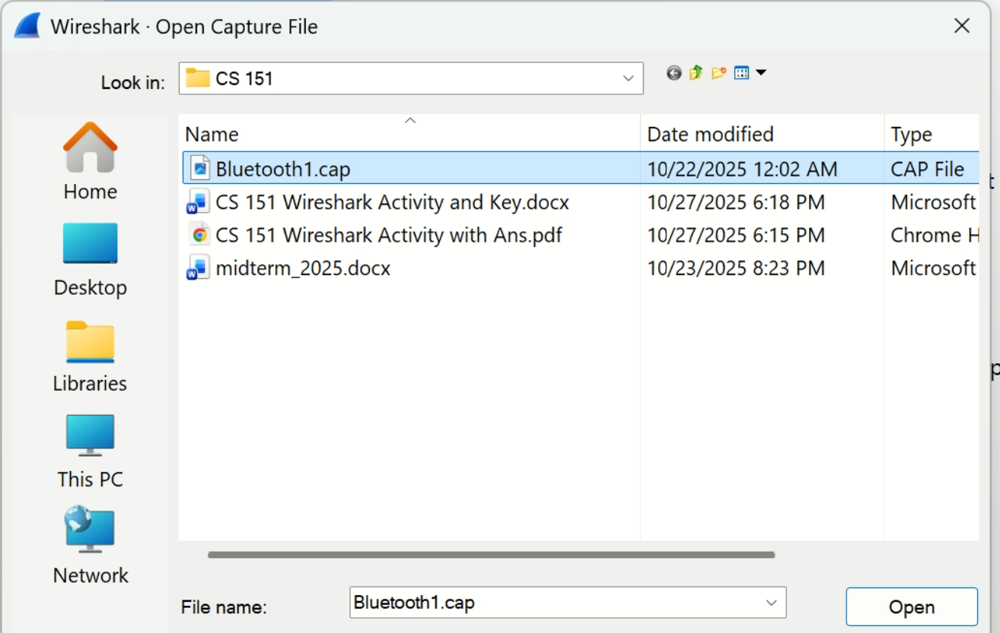 Wireshark · Open Capture File
Look in: CS 151
Name Date modified Type
Bluetooth1.cap 10/22/2025 12:02 AM CAP File
CS 151 Wireshark Activity and Key.docx 10/27/2025 6:18 PM Microsoft
CS 151 Wireshark Activity with Ans.pdf 10/27/2025 6:15 PM Chrome H
midterm_2025.docx 10/23/2025 8:23 PM Microsoft
Home
Desktop
Libraries
This PC
Network
File name: Bluetooth1.cap Open